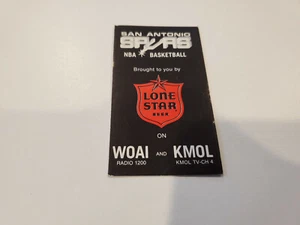 SAN ANTONIO
SPURS
NBA BASKETBALL
Brought to you by
LONE
STAR
BEER
ON
WOAI AND KMOL
RADIO 1200 KMOL TV-CH 4